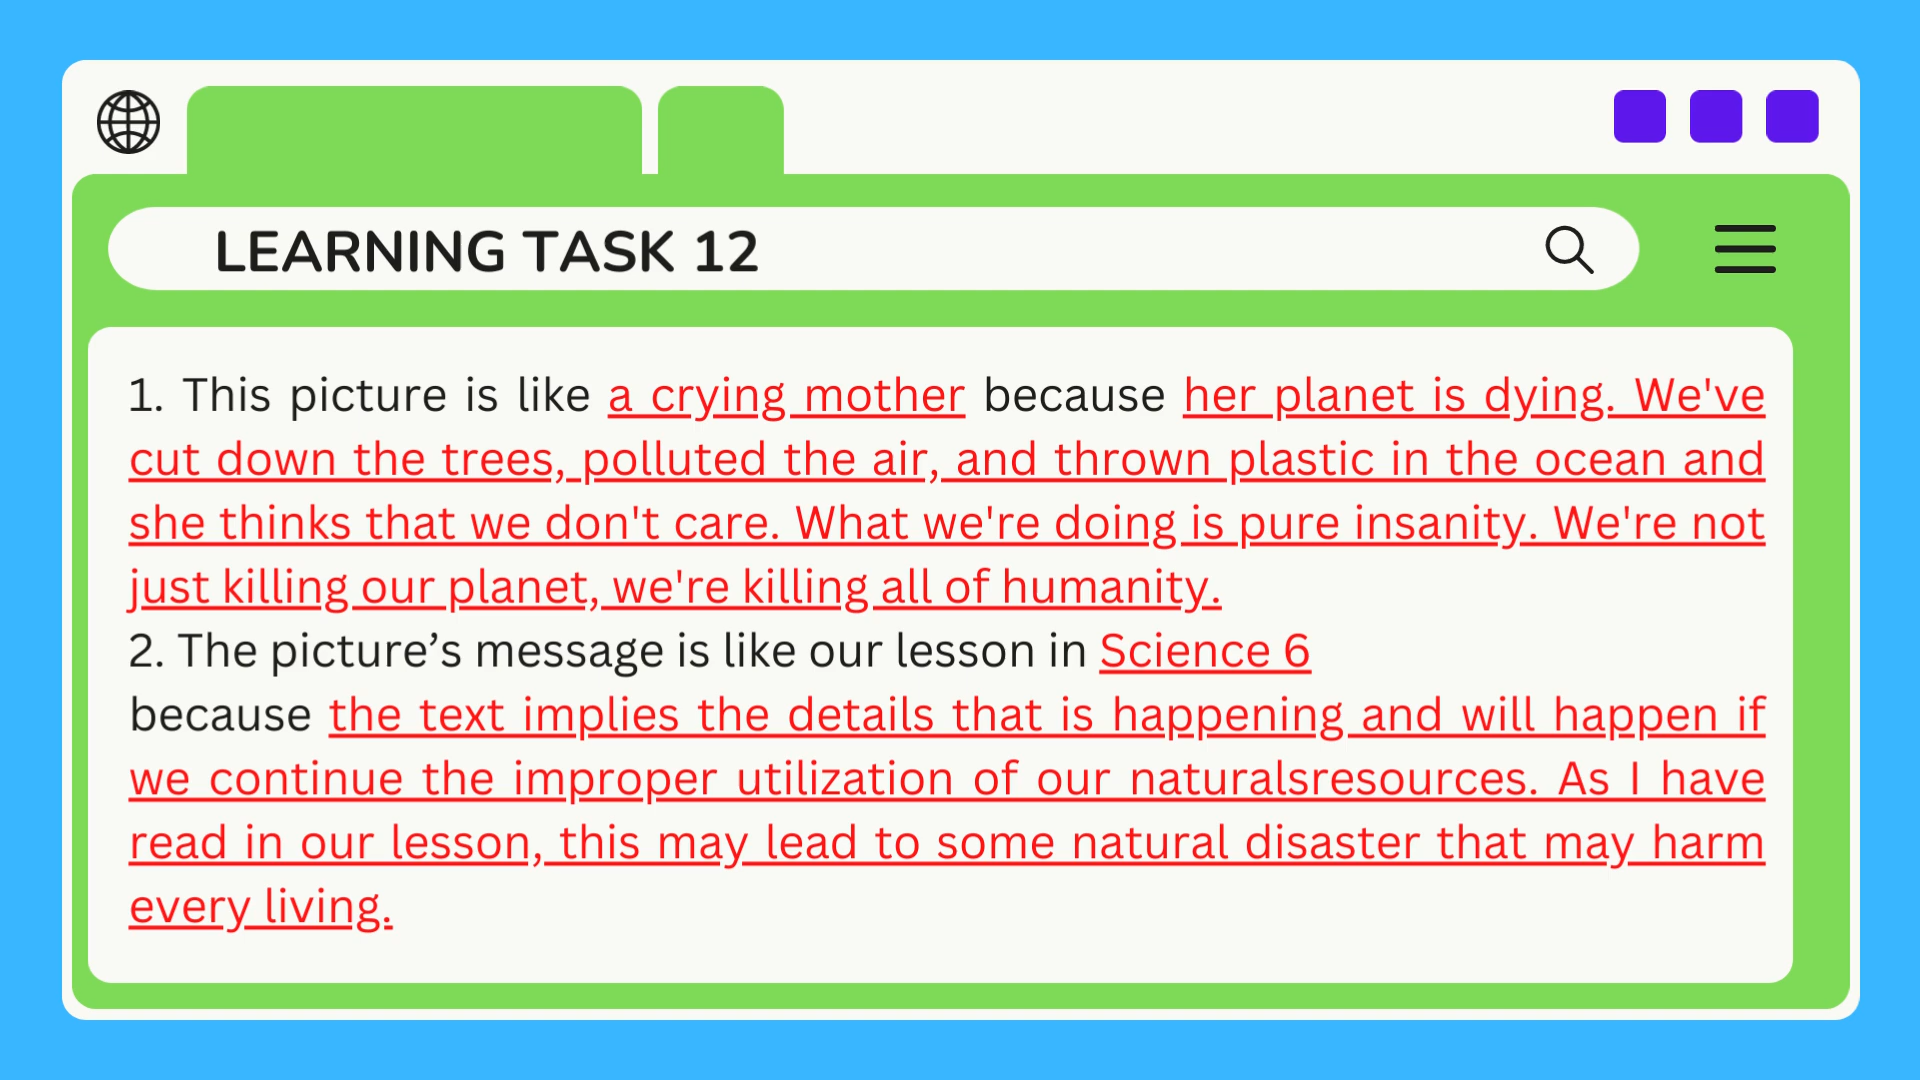 LEARNING TASK 12
1. This picture is like a crying mother because her planet is dying. We've
cut down the trees, polluted the air, and thrown plastic in the ocean and
she thinks that we don't care. What we're doing is pure insanity. We're not
just killing our planet, we're killing all of humanity.
2. The picture’s message is like our lesson in Science 6
because the text implies the details that is happening and will happen if
we continue the improper utilization of our naturalsresources. As I have
read in our lesson, this may lead to some natural disaster that may harm
every living.